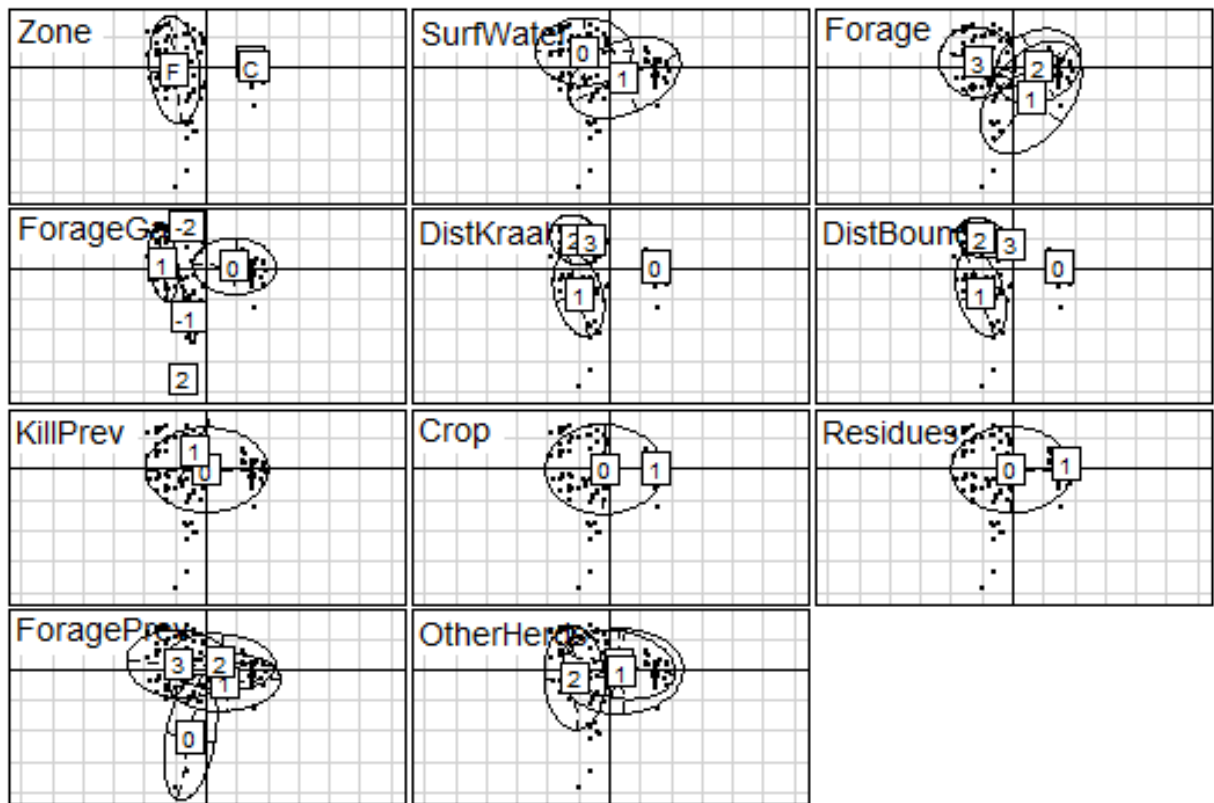 Zone
F
C
SurfWater
0
1
Forage
3
2
1
ForageGa
-2
1
0
-1
2
DistKraal
2
3
0
1
DistBound
2
3
0
1
KillPrev
1
0
Crop
0
1
Residues
0
1
ForagePrev
3
2
1
0
OtherHerds
1
2